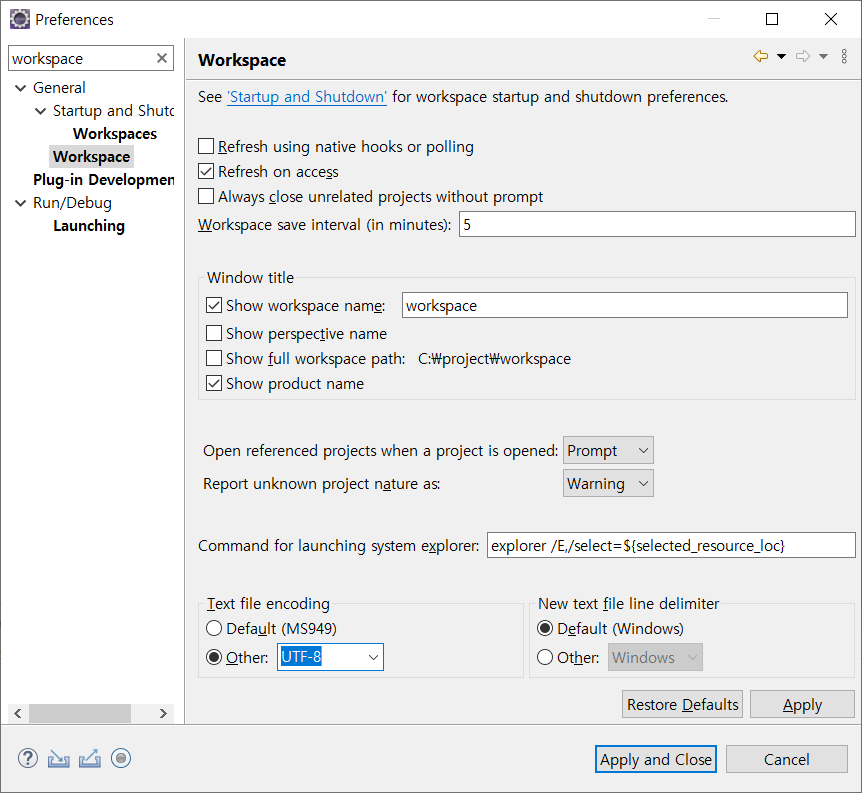 Preferences
workspace
General
Startup and Shutd
Workspaces
Workspace
Plug-in Developmen
Run/Debug
Launching
Workspace
See 'Startup and Shutdown' for workspace startup and shutdown preferences.
Refresh using native hooks or polling
Refresh on access
Always close unrelated projects without prompt
Workspace save interval (in minutes): 5
Window title
Show workspace name: workspace
Show perspective name
Show full workspace path: C:₩project₩workspace
Show product name
Open referenced projects when a project is opened: Prompt
Report unknown project nature as: Warning
Command for launching system explorer: explorer /E,/select=${selected_resource_loc}
Text file encoding
Default (MS949)
Other: UTF-8
New text file line delimiter
Default (Windows)
Other: Windows
Restore Defaults
Apply
Apply and Close
Cancel